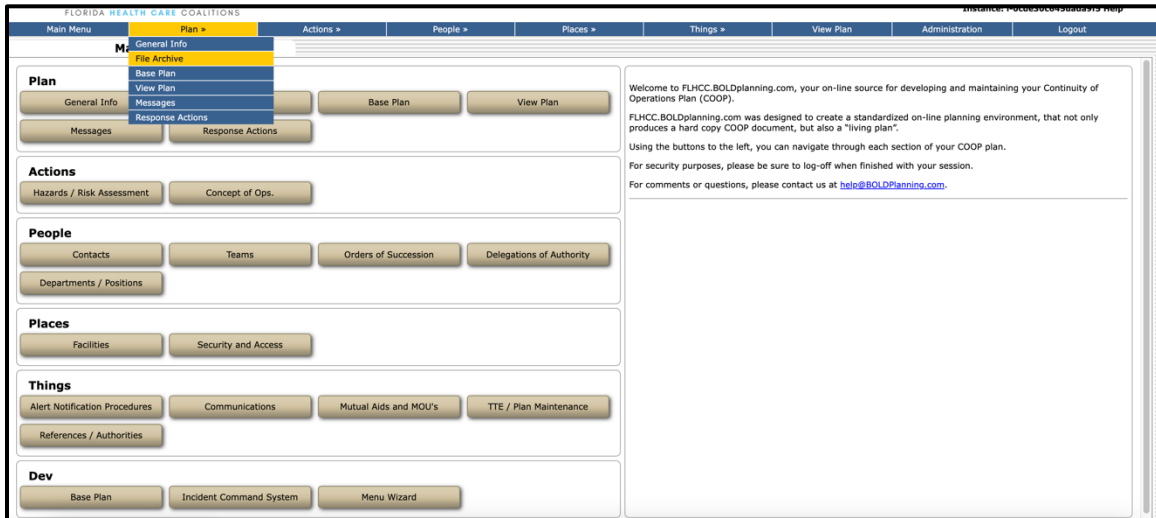 FLORIDA HEALTH CARE COALITIONS
Help
Main Menu Plan » Actions » People » Places » Things » View Plan Administration Logout
General Info
File Archive
Base Plan
View Plan
Messages
Response Actions
Plan
General Info Base Plan View Plan
Messages Response Actions
Actions
Hazards / Risk Assessment Concept of Ops.
People
Contacts Teams Orders of Succession Delegations of Authority
Departments / Positions
Places
Facilities Security and Access
Things
Alert Notification Procedures Communications Mutual Aids and MOU's TTE / Plan Maintenance
References / Authorities
Dev
Base Plan Incident Command System Menu Wizard
Welcome to FLHCC.BOLDplanning.com, your on-line source for developing and maintaining your Continuity of
Operations Plan (COOP).
FLHCC.BOLDplanning.com was designed to create a standardized on-line planning environment, that not only
produces a hard copy COOP document, but also a “living plan”.
Using the buttons to the left, you can navigate through each section of your COOP plan.
For security purposes, please be sure to log-off when finished with your session.
For comments or questions, please contact us at help@BOLDPlanning.com.